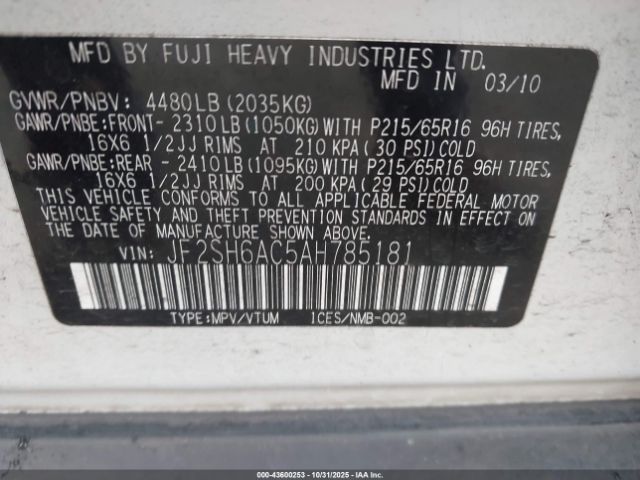 MFD BY FUJI HEAVY INDUSTRIES LTD.
MFD IN 03/10
GVWR/PNBV: 4480LB(2035KG)
GAWR/PNBE:FRONT- 2310LB(1050KG)WITH P215/65R16 96H TIRES,
16X6 1/2JJ RIMS AT 210 KPA(30 PSI)COLD
GAWR/PNBE:REAR - 2410LB(1095KG)WITH P215/65R16 96H TIRES,
16X6 1/2JJ RIMS AT 200 KPA(29 PSI)COLD
THIS VEHICLE CONFORMS TO ALL APPLICABLE FEDERAL MOTOR
VEHICLE SAFETY AND THEFT PREVENTION STANDARDS IN EFFECT ON
THE DATE OF MANUFACTURE SHOWN ABOVE.
VIN: JF2SH6AC5AH785181
TYPE:MPV/VTUM ICES/NMB-002
000-43600253 - 10/31/2025 - Copyright © IAA, LLC.